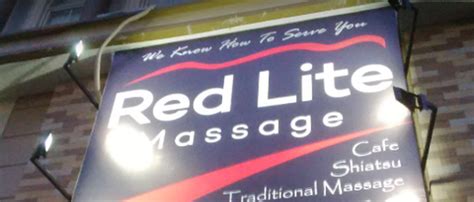 We Know How To Serve You
Red Lite
Massage
Cafe
Shiatsu
Traditional Massage